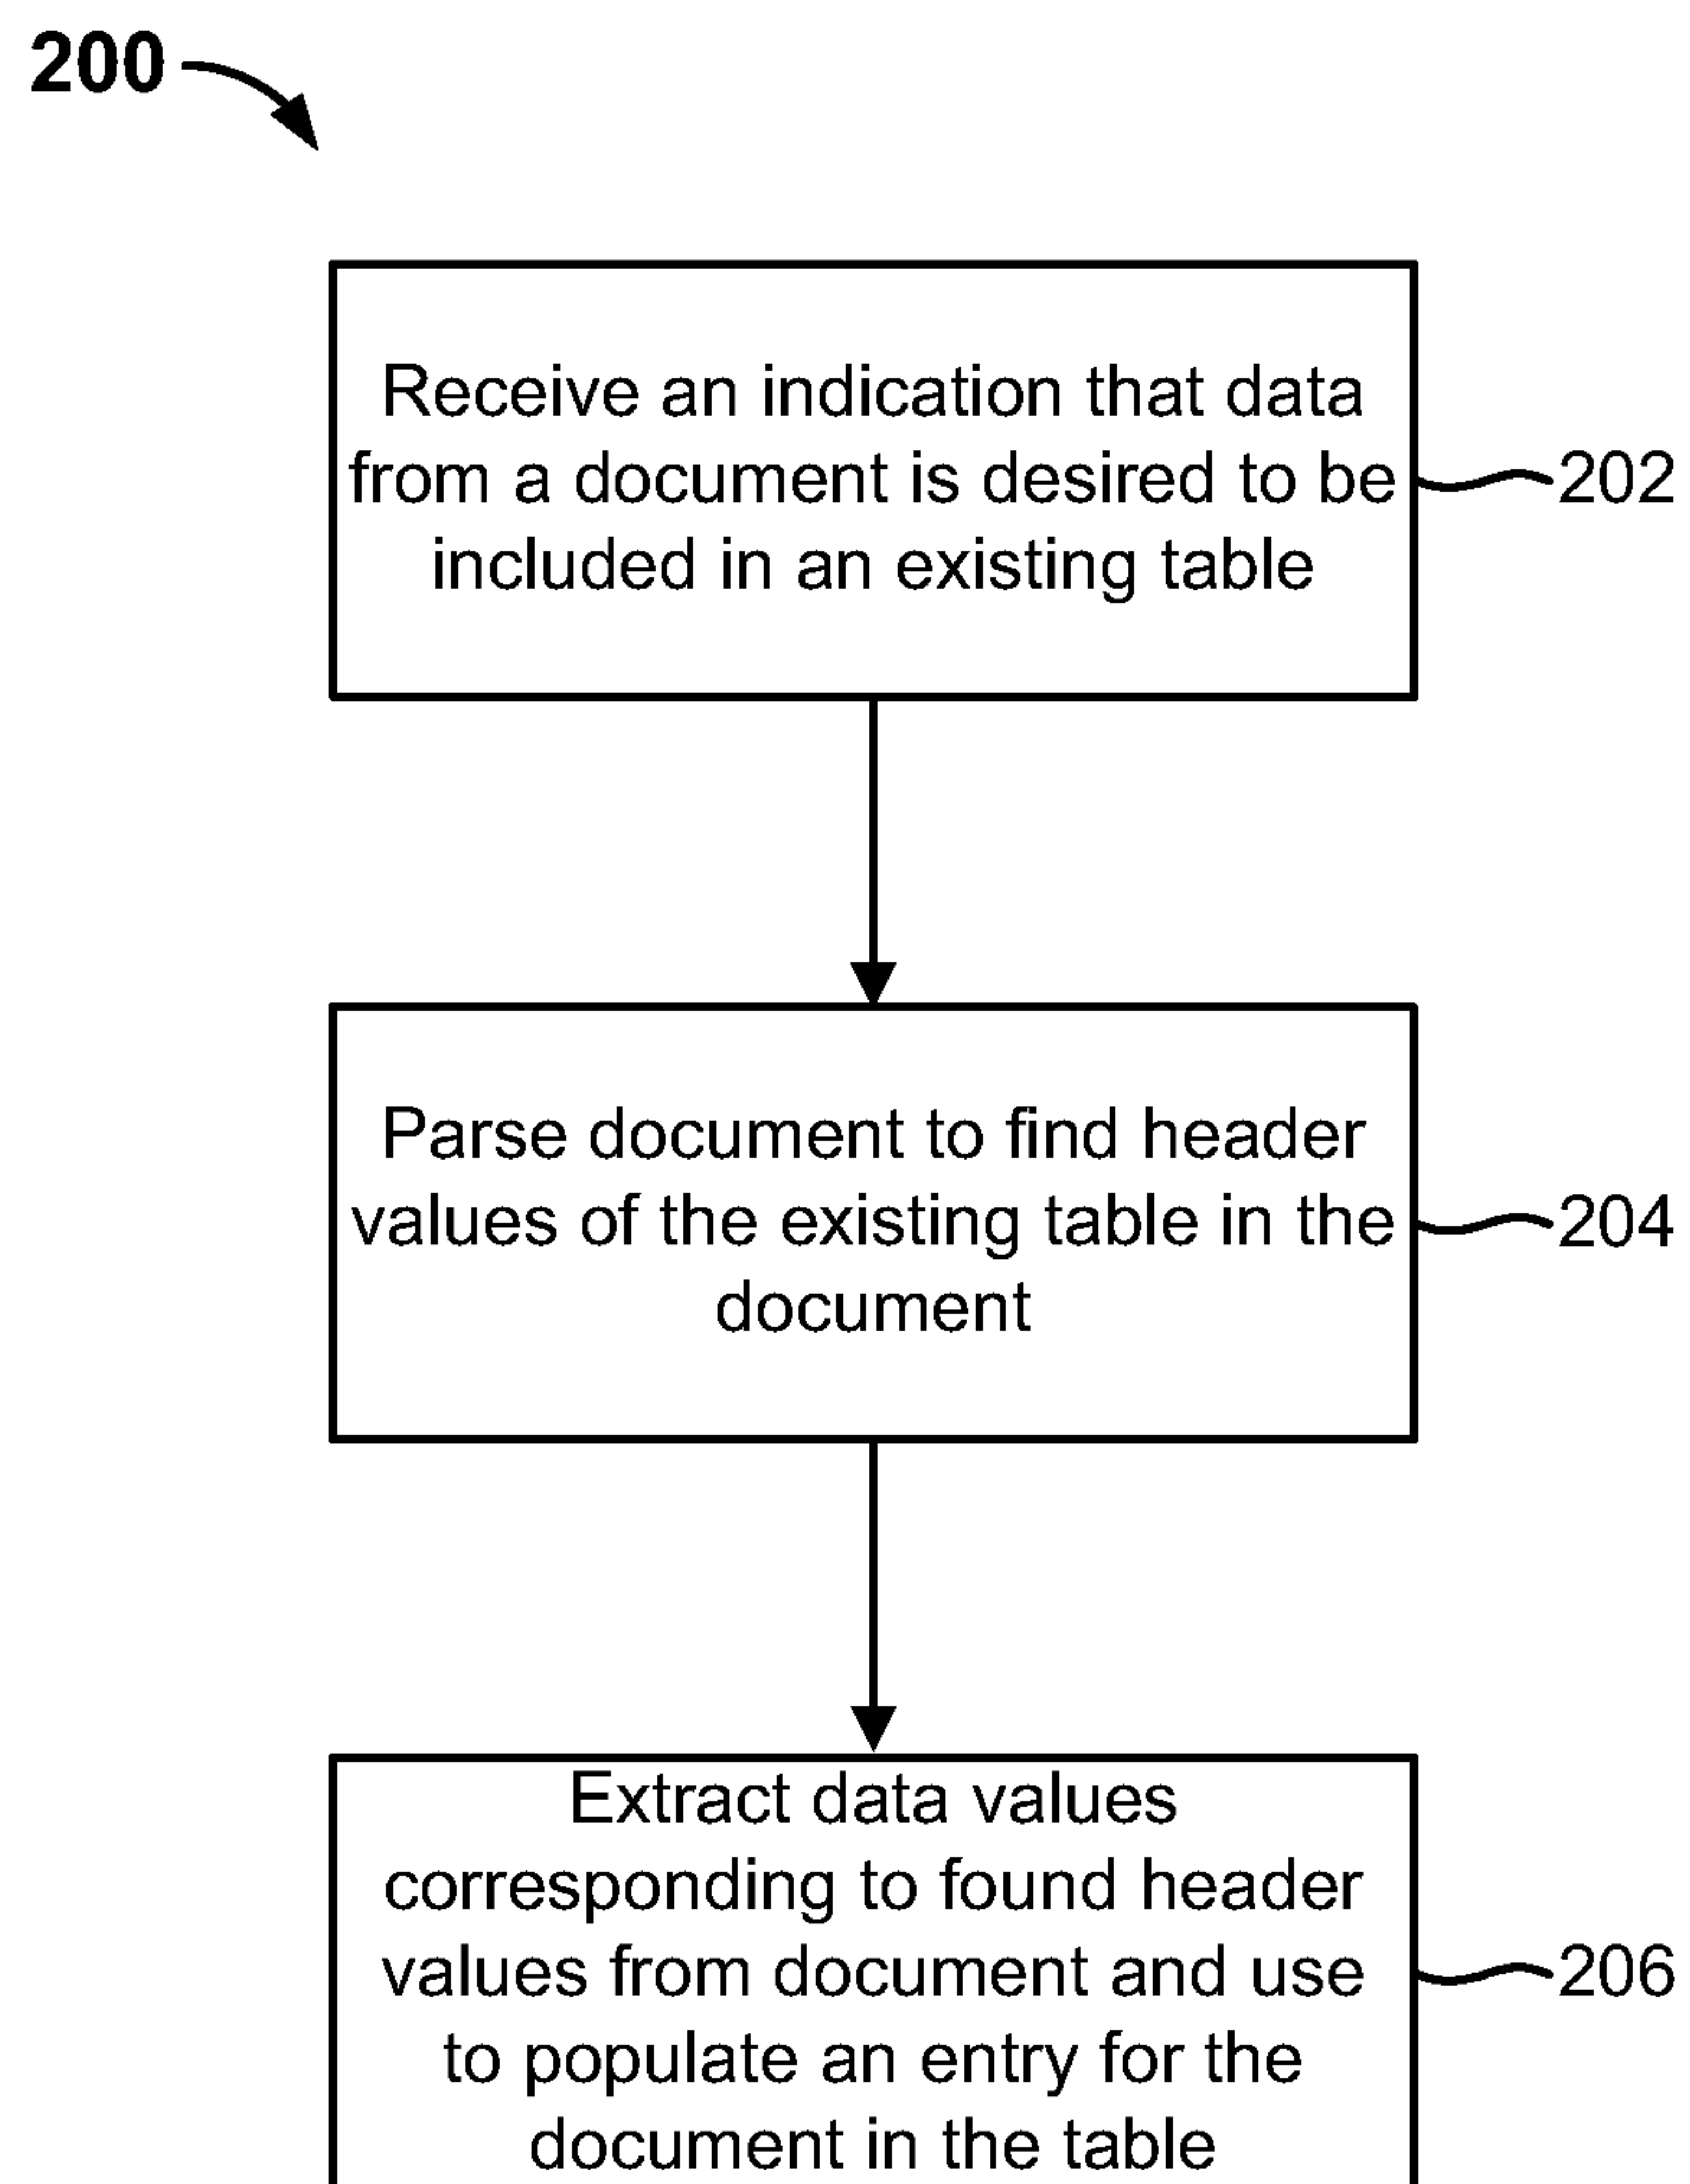 200
Receive an indication that data
from a document is desired to be
included in an existing table
202
Parse document to find header
values of the existing table in the
document
204
Extract data values
corresponding to found header
values from document and use
to populate an entry for the
document in the table
206